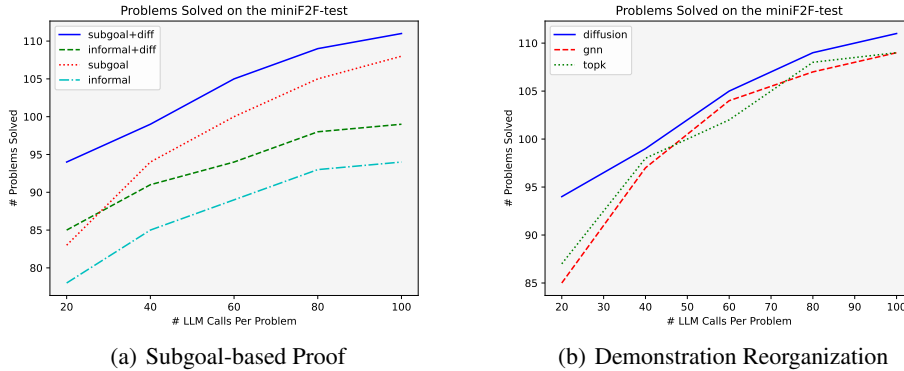 Problems Solved on the miniF2F-test
subgoal+diff
informal+diff
subgoal
informal
110
105
100
95
90
85
80
# Problems Solved
20 40 60 80 100
# LLM Calls Per Problem
(a) Subgoal-based Proof
Problems Solved on the miniF2F-test
diffusion
gnn
topk
110
105
100
95
90
85
# Problems Solved
20 30 40 50 60 70 80 90 100
# LLM Calls Per Problem
(b) Demonstration Reorganization